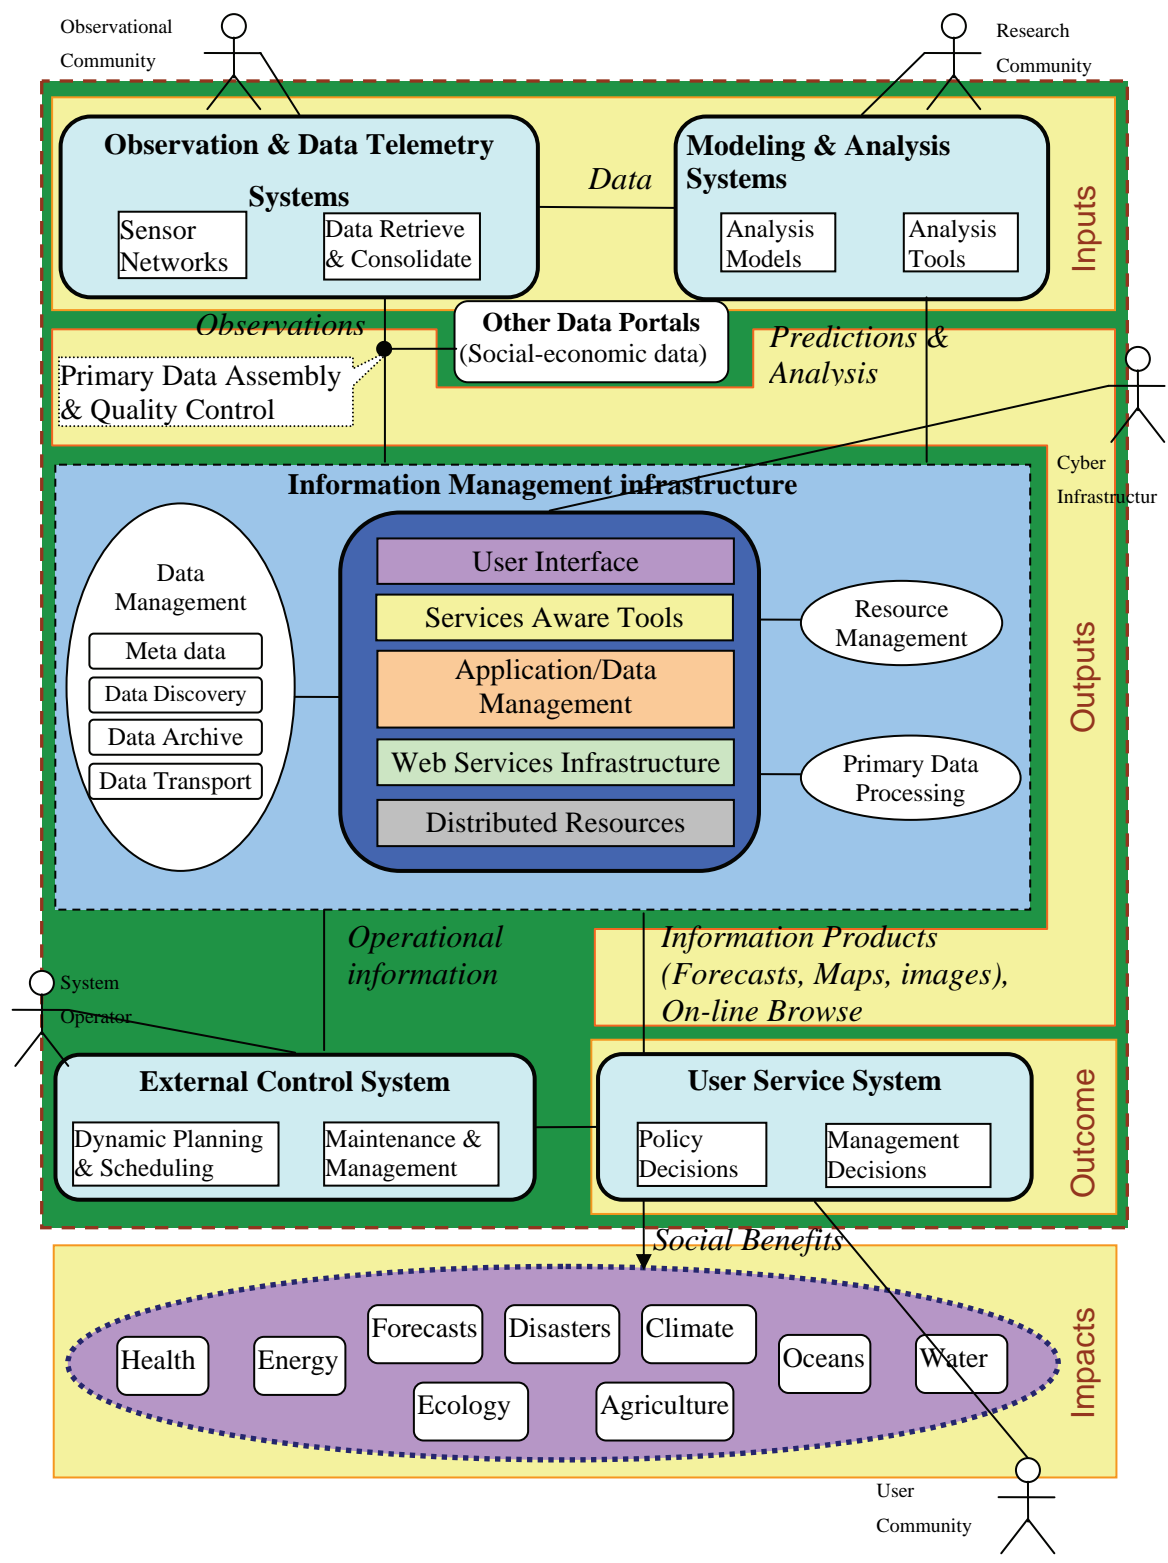 Observational
Community
Research
Community
Observation & Data Telemetry
Systems
Sensor
Networks
Data Retrieve
& Consolidate
Data
Modeling & Analysis
Systems
Analysis
Models
Analysis
Tools
Inputs
Observations
Other Data Portals
(Social-economic data)
Predictions &
Analysis
Primary Data Assembly
& Quality Control
Cyber
Infrastructur
Information Management infrastructure
Data
Management
Meta data
Data Discovery
Data Archive
Data Transport
User Interface
Services Aware Tools
Application/Data
Management
Web Services Infrastructure
Distributed Resources
Resource
Management
Primary Data
Processing
Outputs
Operational
information
Information Products
(Forecasts, Maps, images),
On-line Browse
System
Operator
External Control System
Dynamic Planning
& Scheduling
Maintenance &
Management
User Service System
Policy
Decisions
Management
Decisions
Outcome
Social Benefits
Health
Energy
Forecasts
Disasters
Climate
Oceans
Water
Ecology
Agriculture
Impacts
User
Community